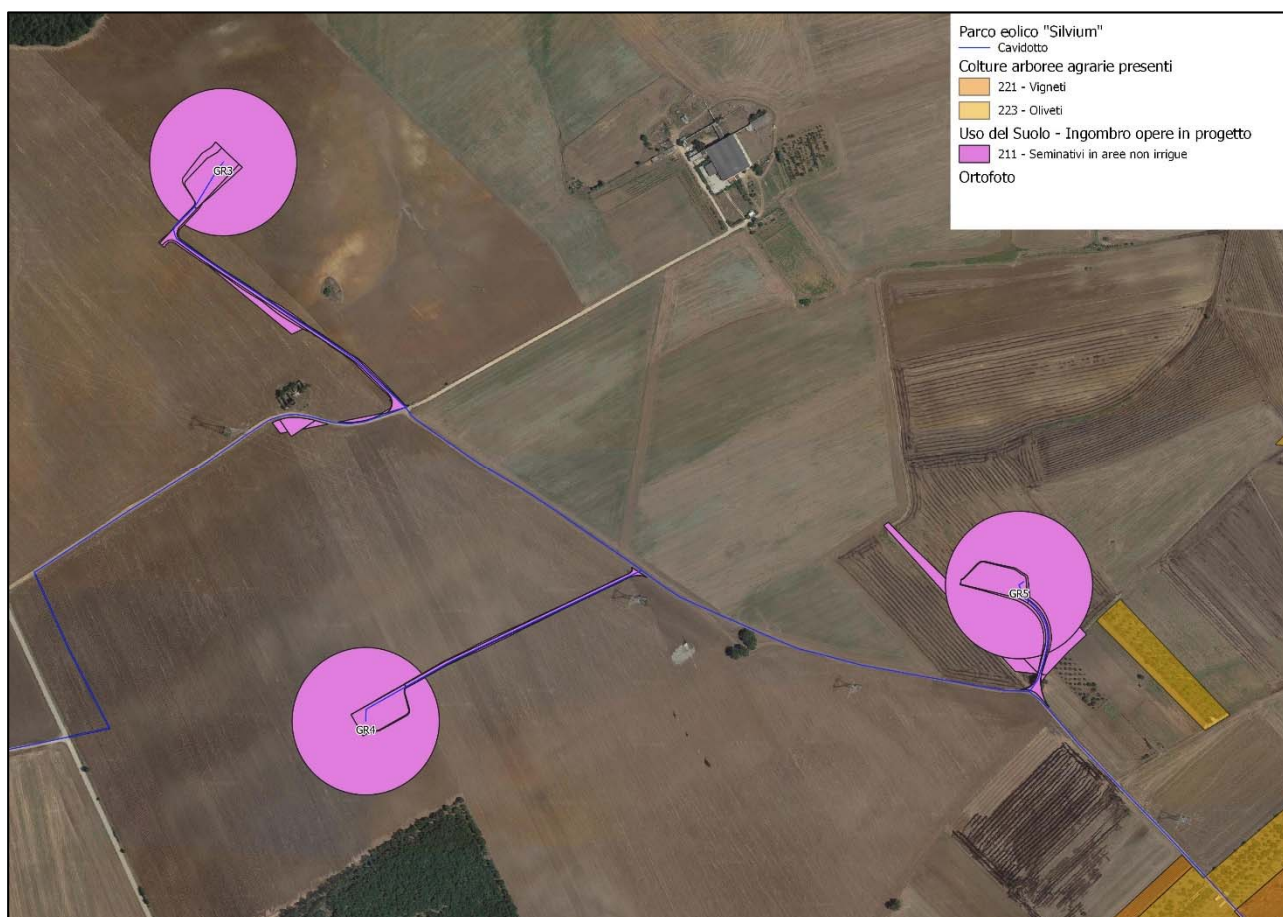 Parco eolico "Silvium"
Cavidotto
Colture arboree agrarie presenti
221 - Vigneti
223 - Oliveti
Uso del Suolo - Ingombro opere in progetto
211 - Seminativi in aree non irrigue
Ortofoto
GR3
GR5
GR4